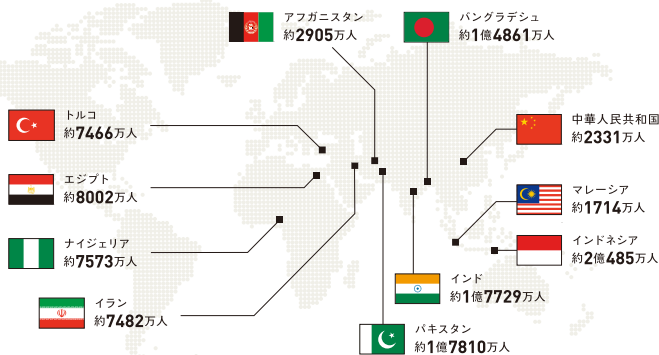 アフガニスタン
約2905万人
バングラデシュ
約1億4861万人
トルコ
約7466万人
中華人民共和国
約2331万人
エジプト
約8002万人
マレーシア
約1714万人
ナイジェリア
約7573万人
インドネシア
約2億485万人
イラン
約7482万人
インド
約1億7729万人
パキスタン
約1億7810万人